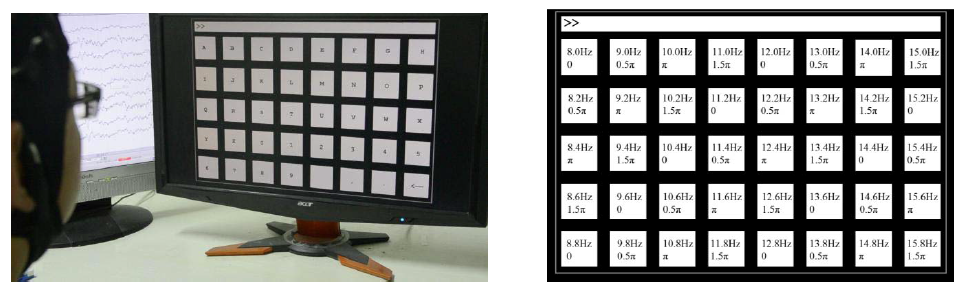 >>
A B C D E F G H
I J K L M N O P
Q R S T U V W X
Y Z 1 2 3 4 5
6 7 8 9 , . ←
acer
>>
8.0Hz 9.0Hz 10.0Hz 11.0Hz 12.0Hz 13.0Hz 14.0Hz 15.0Hz
0 0.5π π 1.5π 0 0.5π π 1.5π
8.2Hz 9.2Hz 10.2Hz 11.2Hz 12.2Hz 13.2Hz 14.2Hz 15.2Hz
0.5π π 1.5π 0 0.5π π 1.5π 0
8.4Hz 9.4Hz 10.4Hz 11.4Hz 12.4Hz 13.4Hz 14.4Hz 15.4Hz
π 1.5π 0 0.5π π 1.5π 0 0.5π
8.6Hz 9.6Hz 10.6Hz 11.6Hz 12.6Hz 13.6Hz 14.6Hz 15.6Hz
1.5π 0 0.5π π 1.5π 0 0.5π π
8.8Hz 9.8Hz 10.8Hz 11.8Hz 12.8Hz 13.8Hz 14.8Hz 15.8Hz
0 0.5π π 1.5π 0 0.5π π 1.5π